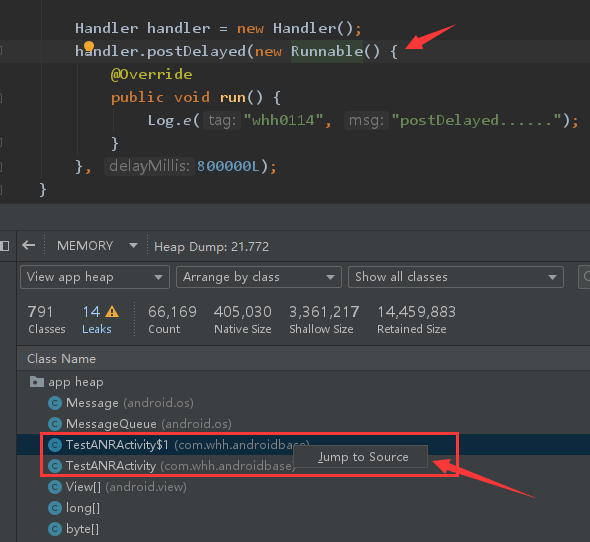 Handler handler = new Handler();
handler.postDelayed(new Runnable() {
@Override
public void run() {
Log.e( tag: "whh0114", msg: "postDelayed......");
}
}, delayMillis: 800000L);
}
MEMORY Heap Dump: 21.772
View app heap Arrange by class Show all classes
791 14 66,169 405,030 3,361,217 14,459,883
Classes Leaks Count Native Size Shallow Size Retained Size
Class Name
app heap
Message (android.os)
MessageQueue (android.os)
TestANRActivity$1 (com.whh.androidbase)
Jump to Source
TestANRActivity (com.whh.androidbase)
View[] (android.view)
long[]
byte[]